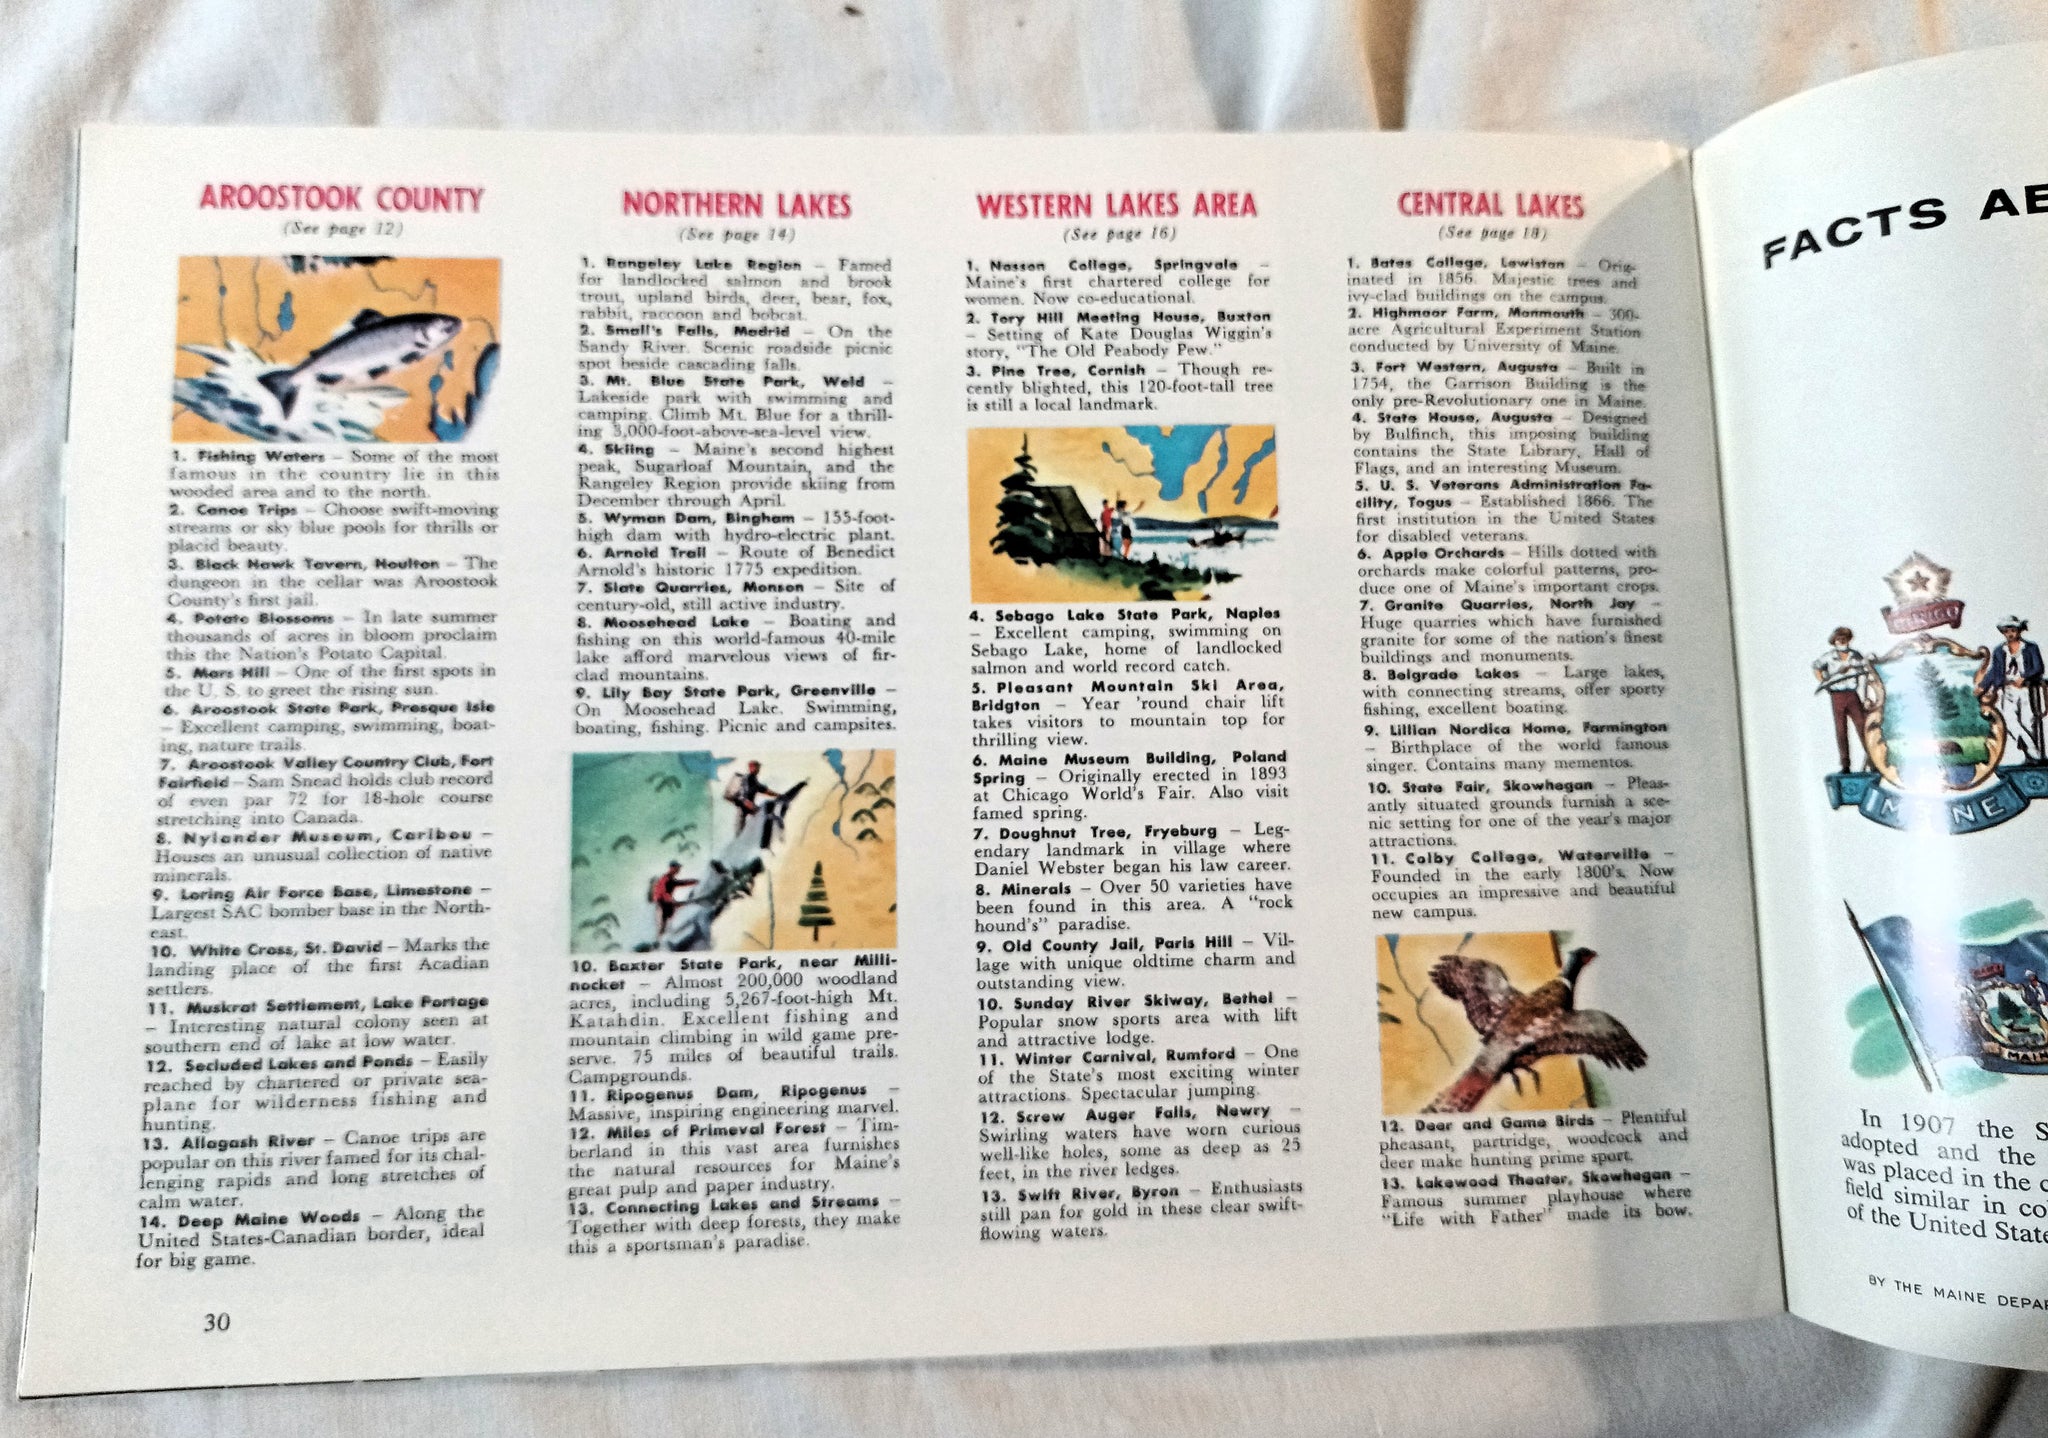 AROOSTOOK COUNTY
(See page 12)
1. Fishing Waters – Some of the most
famous in the country lie in this
wooded area and to the north.
2. Canoe Trips – Choose swift-moving
streams or sky blue pools for thrills or
placid beauty.
3. Black Hawk Tavern, Houlton – The
dungeon in the cellar was Aroostook
County's first jail.
4. Potato Blossoms – In late summer
thousands of acres in bloom proclaim
this the Nation's Potato Capital.
5. Mars Hill – One of the first spots in
the U. S. to greet the rising sun.
6. Aroostook State Park, Presque Isle
– Excellent camping, swimming, boat-
ing, nature trails.
7. Aroostook Valley Country Club, Fort
Fairfield – Sam Snead holds club record
of even par 72 for 18-hole course
stretching into Canada.
8. Nylander Museum, Caribou –
Houses an unusual collection of native
minerals.
9. Loring Air Force Base, Limestone –
Largest SAC bomber base in the North-
east.
10. White Cross, St. David – Marks the
landing place of the first Acadian
settlers.
11. Muskrat Settlement, Lake Portage
– Interesting natural colony seen at
southern end of lake at low water.
12. Secluded Lakes and Ponds – Easily
reached by chartered or private sea-
plane for wilderness fishing and
hunting.
13. Allagash River – Canoe trips are
popular on this river famed for its chal-
lenging rapids and long stretches of
calm water.
14. Deep Maine Woods – Along the
United States-Canadian border, ideal
for big game.
30
NORTHERN LAKES
(See page 14)
1. Rangeley Lake Region – Famed
for landlocked salmon and brook
trout, upland birds, deer, bear, fox,
rabbit, raccoon and bobcat.
2. Small's Falls, Madrid – On the
Sandy River. Scenic roadside picnic
spot beside cascading falls.
3. Mt. Blue State Park, Weld –
Lakeside park with swimming and
camping. Climb Mt. Blue for a thrill-
ing 3,000-foot-above-sea-level view.
4. Skiing – Maine's second highest
peak, Sugarloaf Mountain, and the
Rangeley Region provide skiing from
December through April.
5. Wyman Dam, Bingham – 155-foot-
high dam with hydro-electric plant.
6. Arnold Trail – Route of Benedict
Arnold's historic 1775 expedition.
7. Slate Quarries, Monson – Site of
century-old, still active industry.
8. Moosehead Lake – Boating and
fishing on this world-famous 40-mile
lake afford marvelous views of fir-
clad mountains.
9. Lily Bay State Park, Greenville –
On Moosehead Lake. Swimming,
boating, fishing. Picnic and campsites.
10. Baxter State Park, near Milli-
nocket – Almost 200,000 woodland
acres, including 5,267-foot-high Mt.
Katahdin. Excellent fishing and
mountain climbing in wild game pre-
serve. 75 miles of beautiful trails.
Campgrounds.
11. Ripogenus Dam, Ripogenus –
Massive, inspiring engineering marvel.
12. Miles of Primeval Forest – Tim-
berland in this vast area furnishes
the natural resources for Maine's
great pulp and paper industry.
13. Connecting Lakes and Streams –
Together with deep forests, they make
this a sportsman's paradise.
WESTERN LAKES AREA
(See page 16)
1. Nasson College, Springvale –
Maine's first chartered college for
women. Now co-educational.
2. Tory Hill Meeting House, Buxton
– Setting of Kate Douglas Wiggin's
story, "The Old Peabody Pew."
3. Pine Tree, Cornish – Though re-
cently blighted, this 120-foot-tall tree
is still a local landmark.
4. Sebago Lake State Park, Naples
– Excellent camping, swimming on
Sebago Lake, home of landlocked
salmon and world record catch.
5. Pleasant Mountain Ski Area,
Bridgton – Year 'round chair lift
takes visitors to mountain top for
thrilling view.
6. Maine Museum Building, Poland
Spring – Originally erected in 1893
at Chicago World's Fair. Also visit
famed spring.
7. Doughnut Tree, Fryeburg – Leg-
endary landmark in village where
Daniel Webster began his law career.
8. Minerals – Over 50 varieties have
been found in this area. A "rock
hound's" paradise.
9. Old County Jail, Paris Hill – Vil-
lage with unique oldtime charm and
outstanding view.
10. Sunday River Skiway, Bethel –
Popular snow sports area with lift
and attractive lodge.
11. Winter Carnival, Rumford – One
of the State's most exciting winter
attractions. Spectacular jumping.
12. Screw Auger Falls, Newry –
Swirling waters have worn curious
well-like holes, some as deep as 25
feet, in the river ledges.
13. Swift River, Byron – Enthusiasts
still pan for gold in these clear swift-
flowing waters.
CENTRAL LAKES
(See page 18)
1. Bates College, Lewiston – Orig-
inated in 1856. Majestic trees and
ivy-clad buildings on the campus.
2. Highmoor Farm, Monmouth – 300-
acre Agricultural Experiment Station
conducted by University of Maine.
3. Fort Western, Augusta – Built in
1754, the Garrison Building is the
only pre-Revolutionary one in Maine.
4. State House, Augusta – Designed
by Bulfinch, this imposing building
contains the State Library, Hall of
Flags, and an interesting Museum.
5. U. S. Veterans Administration Fa-
cility, Togus – Established 1866. The
first institution in the United States
for disabled veterans.
6. Apple Orchards – Hills dotted with
orchards make colorful patterns, pro-
duce one of Maine's important crops.
7. Granite Quarries, North Jay –
Huge quarries which have furnished
granite for some of the nation's finest
buildings and monuments.
8. Belgrade Lakes – Large lakes,
with connecting streams, offer sporty
fishing, excellent boating.
9. Lillian Nordica Home, Farmington
– Birthplace of the world famous
singer. Contains many mementos.
10. State Fair, Skowhegan – Pleas-
antly situated grounds furnish a sce-
nic setting for one of the year's major
attractions.
11. Colby College, Waterville –
Founded in the early 1800's. Now
occupies an impressive and beautiful
new campus.
12. Deer and Game Birds – Plentiful
pheasant, partridge, woodcock and
deer make hunting prime sport.
13. Lakewood Theater, Skowhegan –
Famous summer playhouse where
"Life with Father" made its bow.
FACTS AB
MAINE
MAIN
In 1907 the S
adopted and the
was placed in the c
field similar in co
of the United State
BY THE MAINE DEPAR